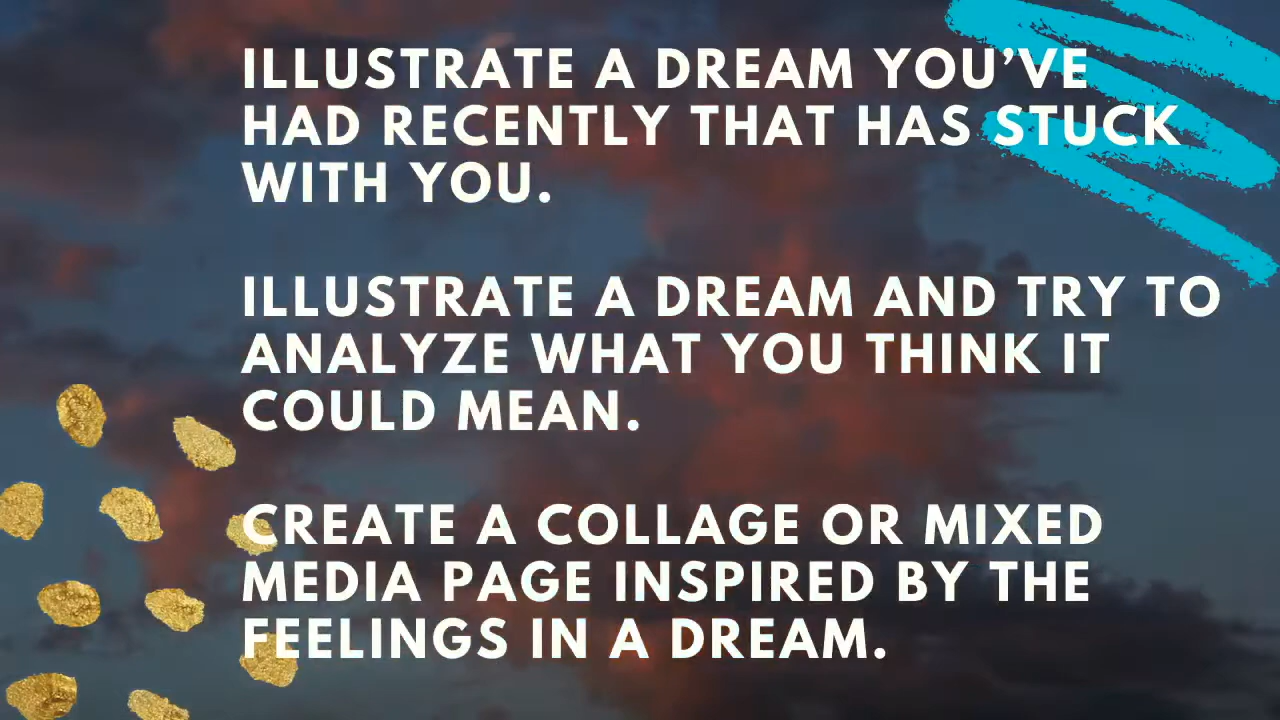 ILLUSTRATE A DREAM YOU’VE
HAD RECENTLY THAT HAS STUCK
WITH YOU.
ILLUSTRATE A DREAM AND TRY TO
ANALYZE WHAT YOU THINK IT
COULD MEAN.
CREATE A COLLAGE OR MIXED
MEDIA PAGE INSPIRED BY THE
FEELINGS IN A DREAM.